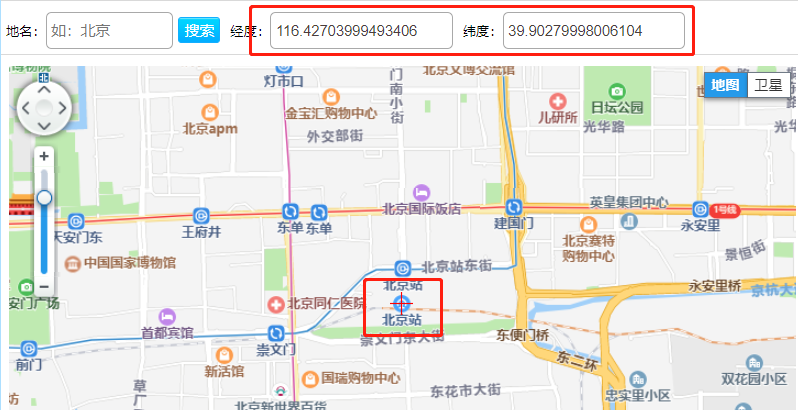 地名: 如: 北京 搜索 经度: 116.42703999493406 纬度: 39.90279998006104
北
地图 卫星
灯市口
门南小街
北京文博交流馆
日坛公园
金宝汇购物中心
儿研所
北京apm
外交部街
光华路
英皇集团中心
北京国际饭店
1号线
天安门东
王府井
东单
东单
建国门
永安里
北京赛特
购物中心
景恒街
中国国家博物馆
北京站东街
北京站
永安里桥
京杭大
天安门广场
北京同仁医院
北京站
首都宾馆
崇文门东大街
东便门桥
崇文门
前门
东二环
新活馆
双花园小区
国瑞购物中心
草厂
东花市大街
忠实里小区
北京新世界百货